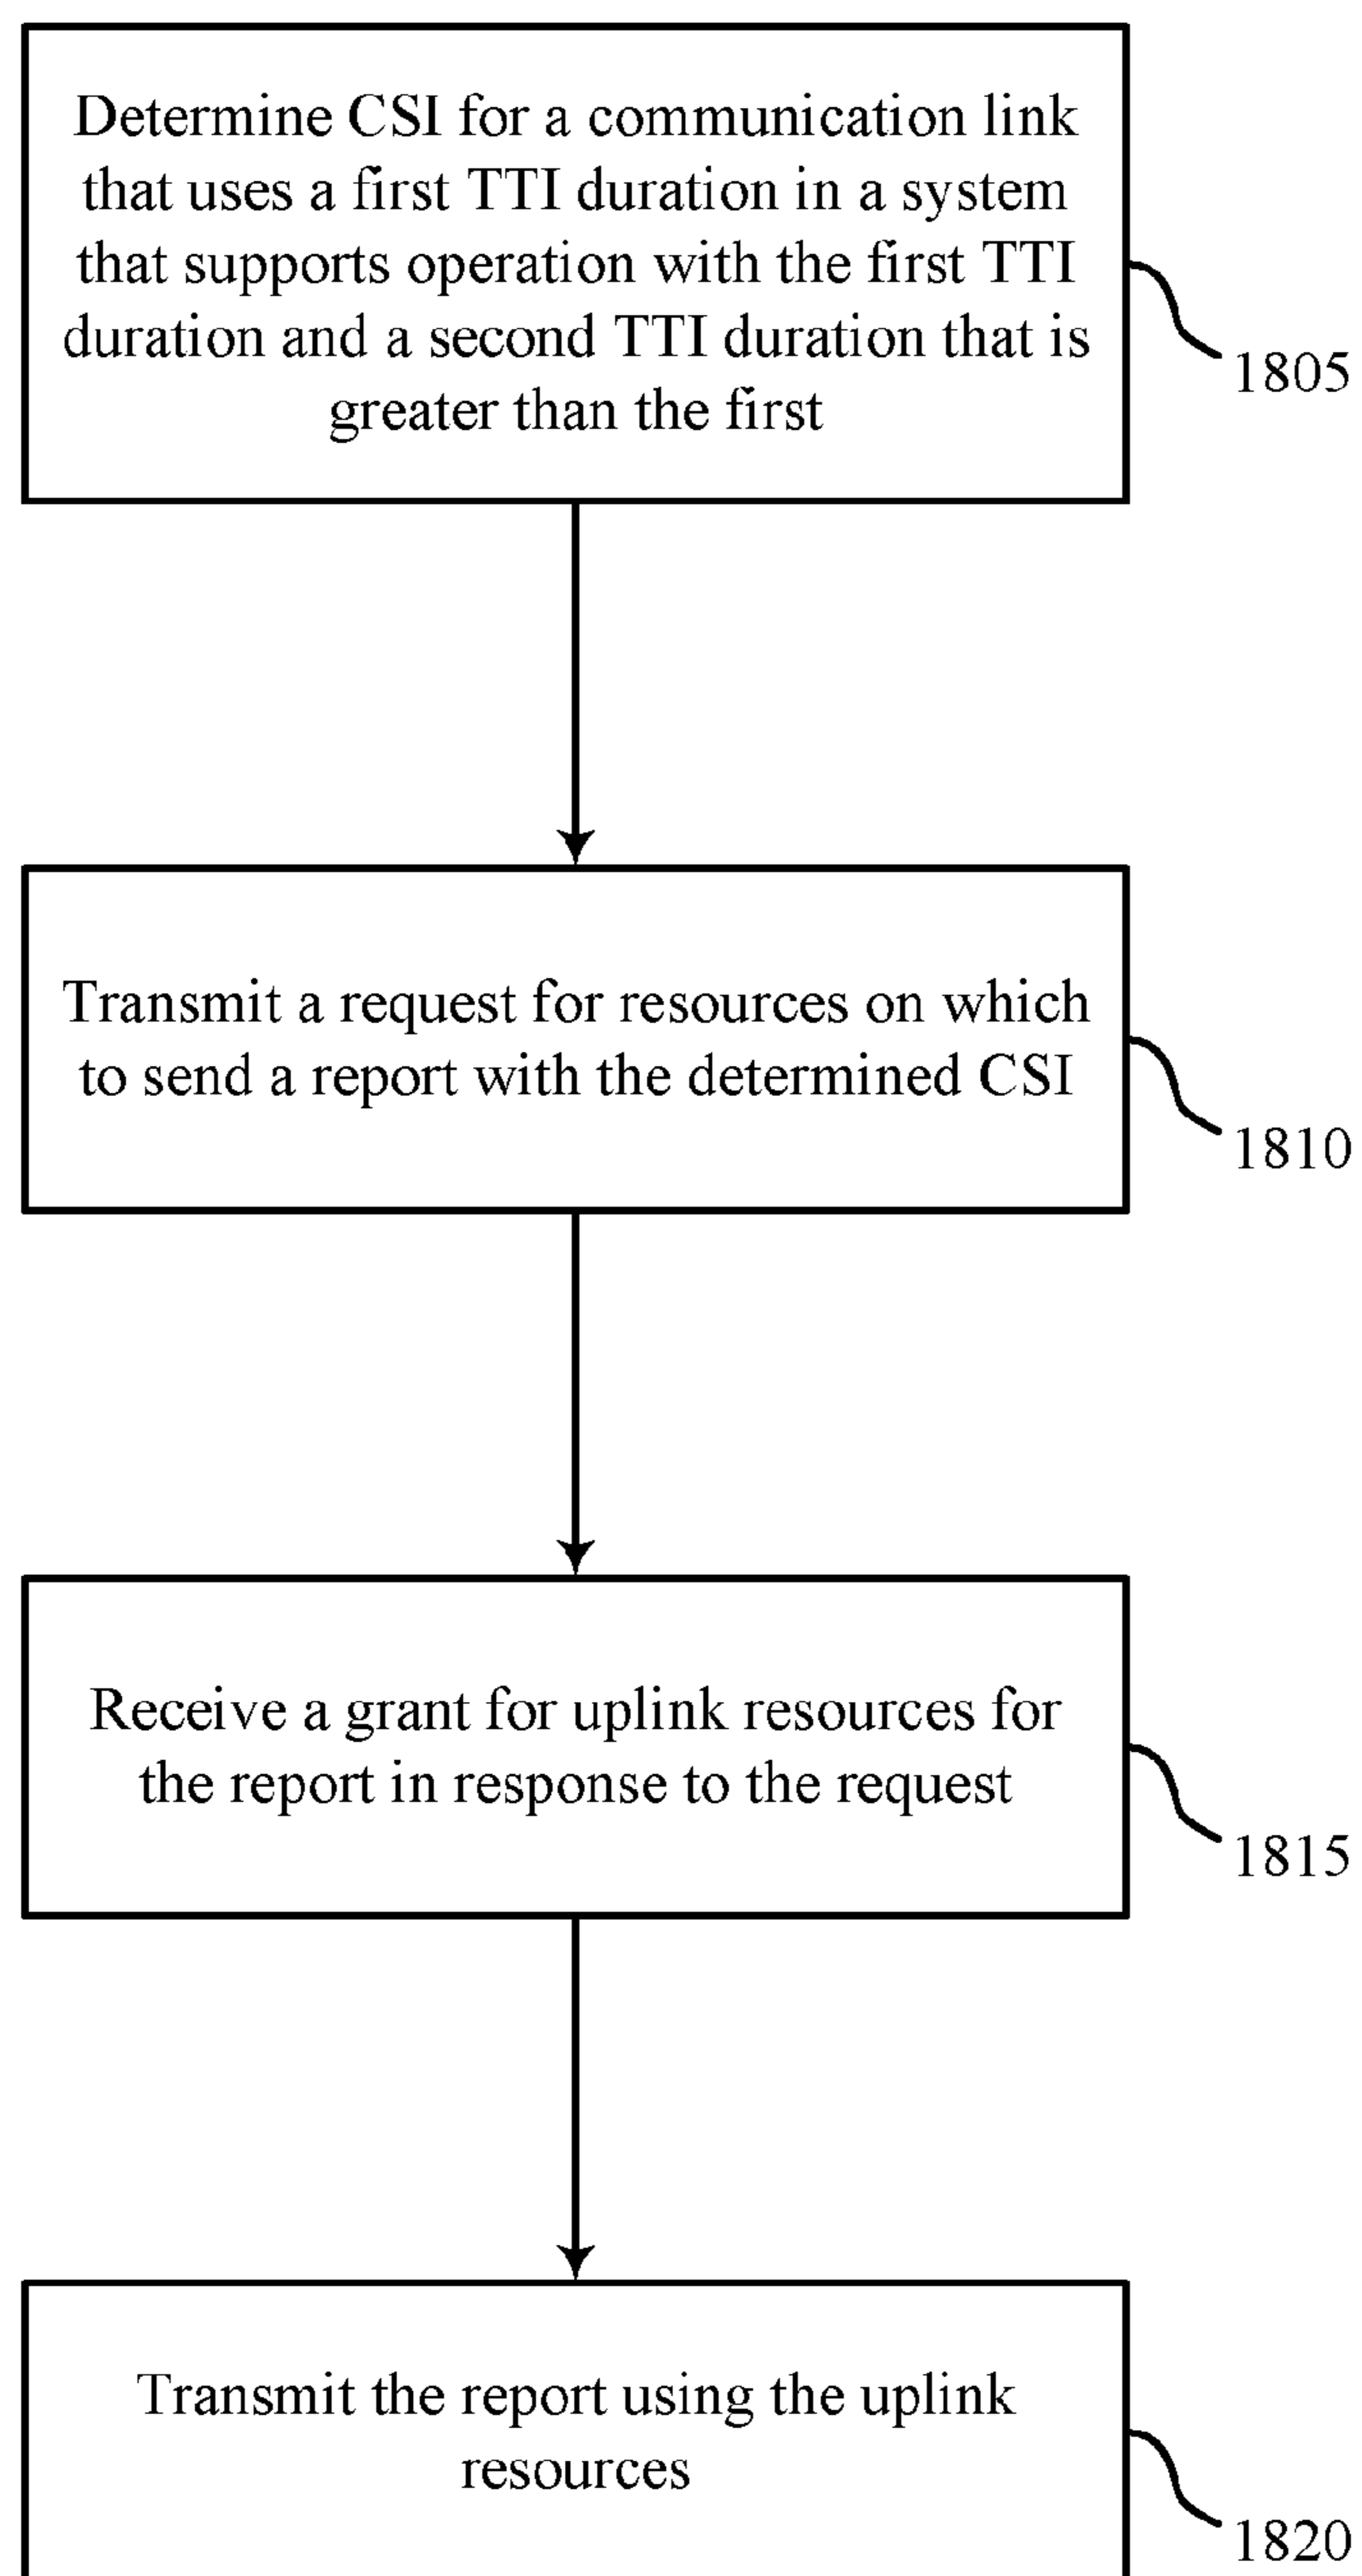 Determine CSI for a communication link
that uses a first TTI duration in a system
that supports operation with the first TTI
duration and a second TTI duration that is
greater than the first
1805
Transmit a request for resources on which
to send a report with the determined CSI
1810
Receive a grant for uplink resources for
the report in response to the request
1815
Transmit the report using the uplink
resources
1820